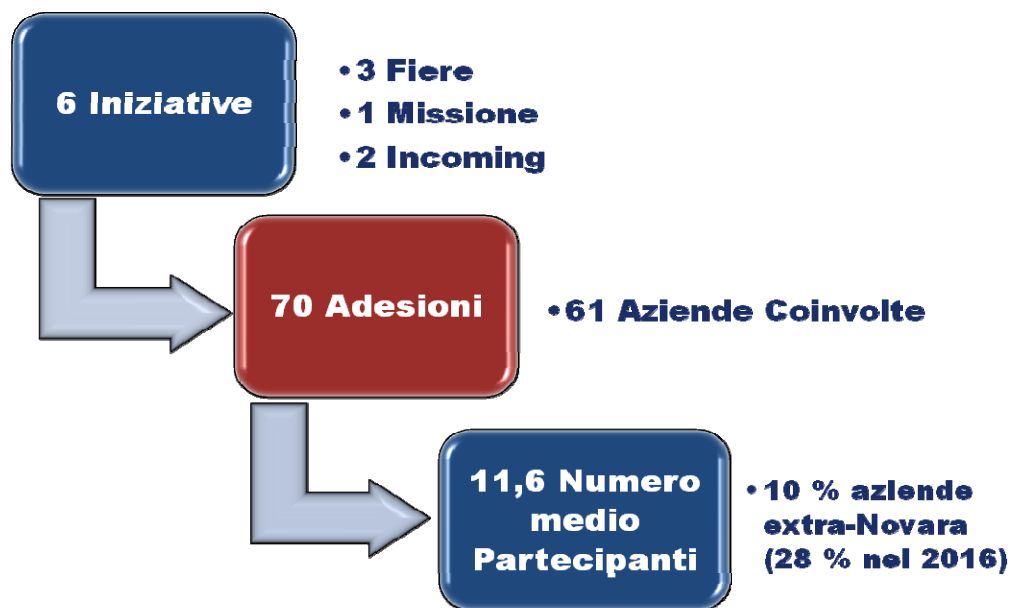 6 Iniziative
• 3 Fiere
• 1 Missione
• 2 Incoming
70 Adesioni
• 61 Aziende Coinvolte
11,6 Numero
medio
Partecipanti
• 10 % aziende
extra-Novara
(28 % nel 2016)